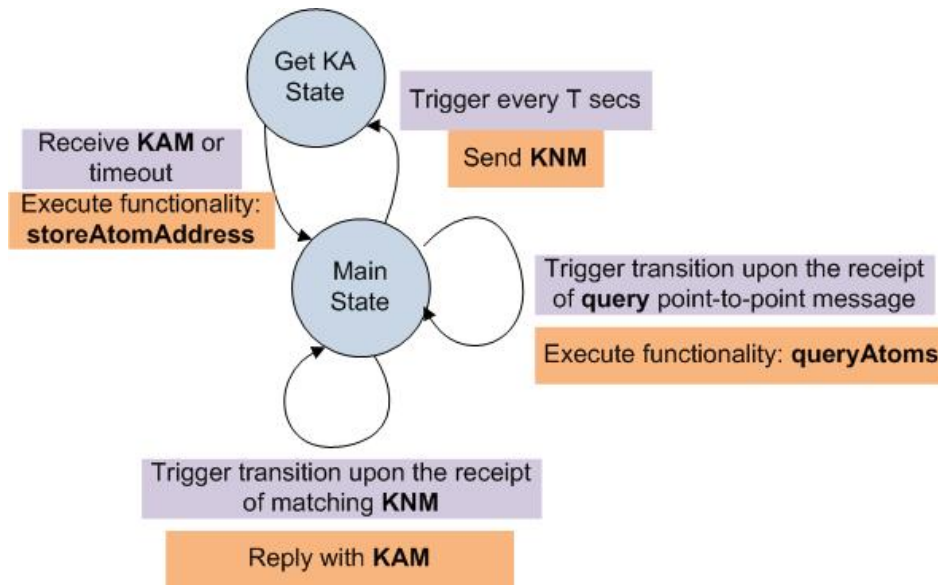 Get KA
State
Trigger every T secs
Send KNM
Receive KAM or
timeout
Execute functionality:
storeAtomAddress
Main
State
Trigger transition upon the receipt
of query point-to-point message
Execute functionality: queryAtoms
Trigger transition upon the receipt
of matching KNM
Reply with KAM